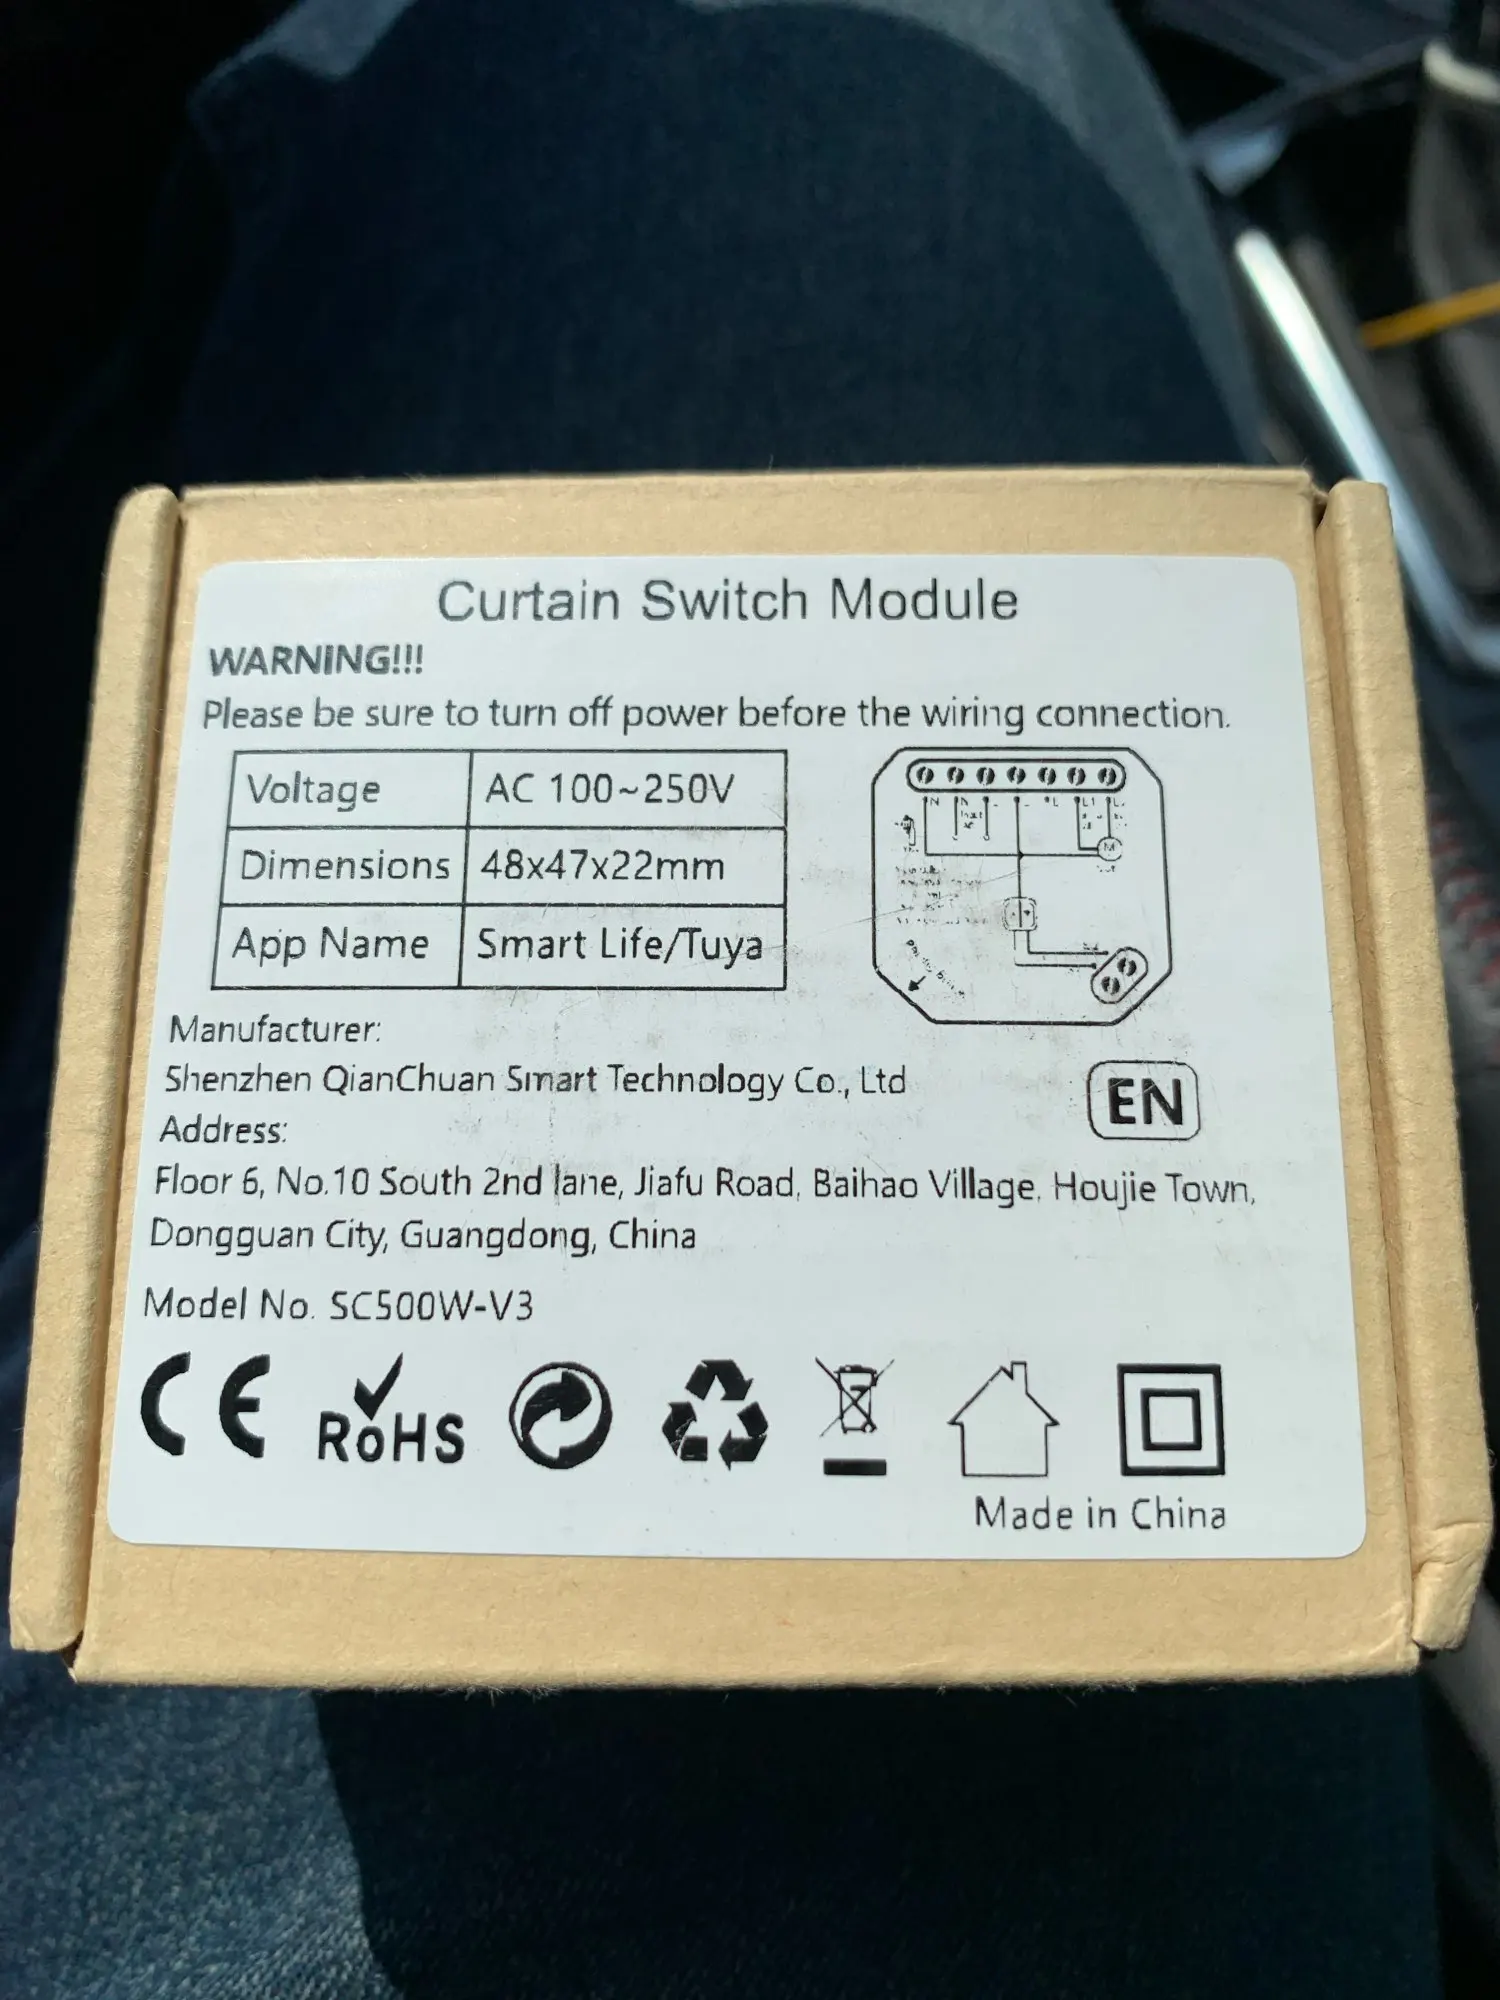 Curtain Switch Module
WARNING!!!
Please be sure to turn off power before the wiring connection.
Voltage AC 100~250V
Dimensions 48x47x22mm
App Name Smart Life/Tuya
N N L L1
M
Manufacturer:
Shenzhen QianChuan Smart Technology Co., Ltd
EN
Address:
Floor 6, No.10 South 2nd lane, Jiafu Road, Baihao Village, Houjie Town,
Dongguan City, Guangdong, China
Model No. SC500W-V3
CE RoHS
Made in China